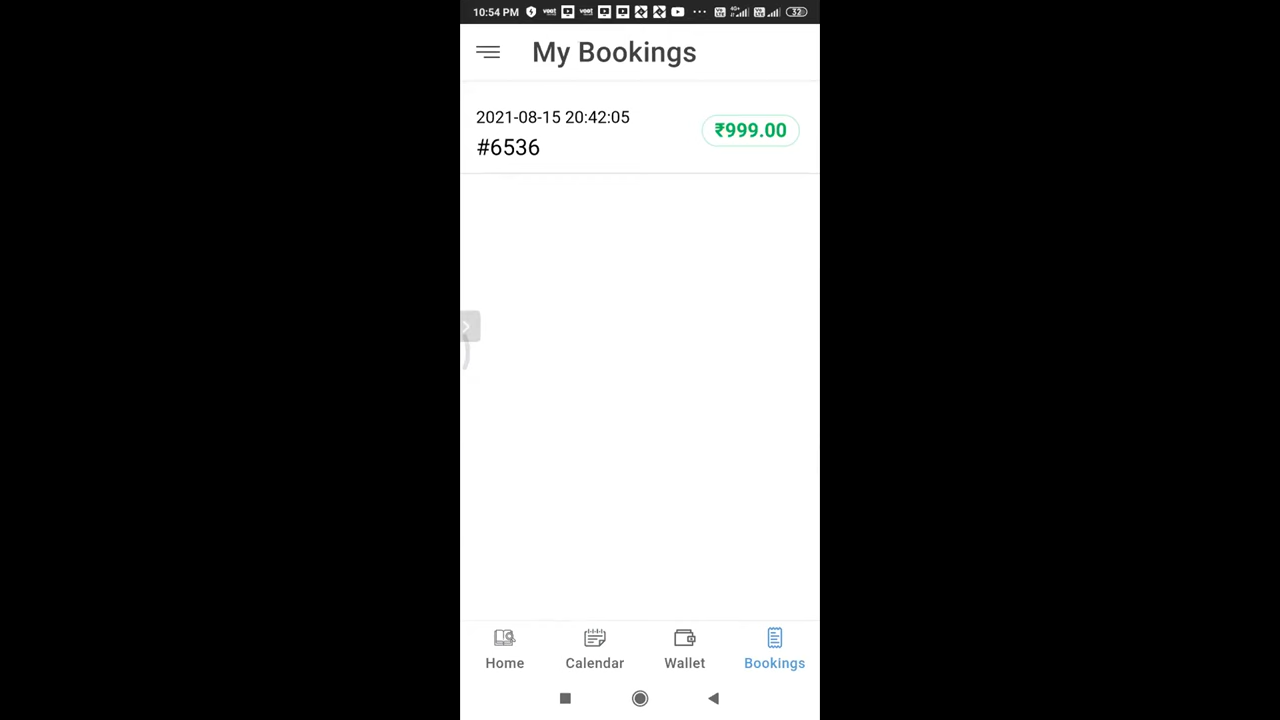 10:54 PM
My Bookings
2021-08-15 20:42:05
₹999.00
#6536
Home
Calendar
Wallet
Bookings